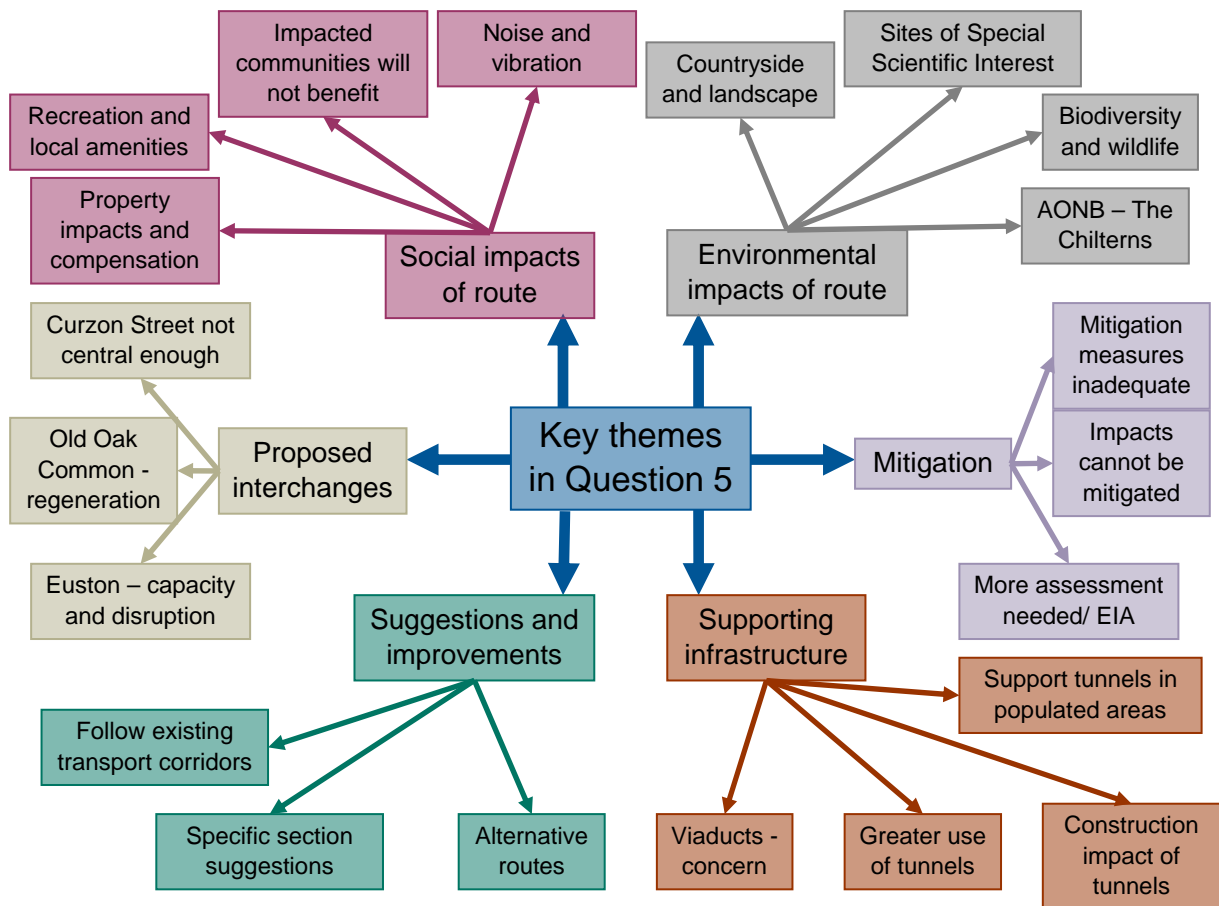 Impacted
communities will
not benefit
Noise and
vibration
Recreation and
local amenities
Property
impacts and
compensation
Social impacts
of route
Countryside
and landscape
Sites of Special
Scientific Interest
Biodiversity
and wildlife
AONB – The
Chilterns
Environmental
impacts of route
Curzon Street not
central enough
Old Oak
Common -
regeneration
Euston – capacity
and disruption
Proposed
interchanges
Key themes
in Question 5
Mitigation
Mitigation
measures
inadequate
Impacts
cannot be
mitigated
More assessment
needed/ EIA
Suggestions and
improvements
Follow existing
transport corridors
Specific section
suggestions
Alternative
routes
Supporting
infrastructure
Support tunnels in
populated areas
Viaducts -
concern
Greater use
of tunnels
Construction
impact of
tunnels